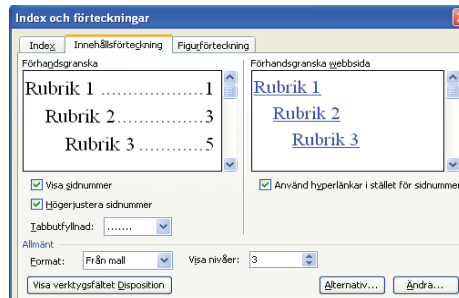 Index och förteckningar
Index Innehållsförteckning Figurförteckning
Förhandsgranska
Rubrik 1 ................ 1
Rubrik 2............. 3
Rubrik 3 ........... 5
Förhandsgranska webbsida
Rubrik 1
Rubrik 2
Rubrik 3
Visa sidnummer
Högerjustera sidnummer
Tabbutfyllnad: .......
Använd hyperlänkar i stället för sidnummer
Allmänt
Format: Från mall Visa nivåer: 3
Visa verktygsfältet Disposition Alternativ... Ändra...